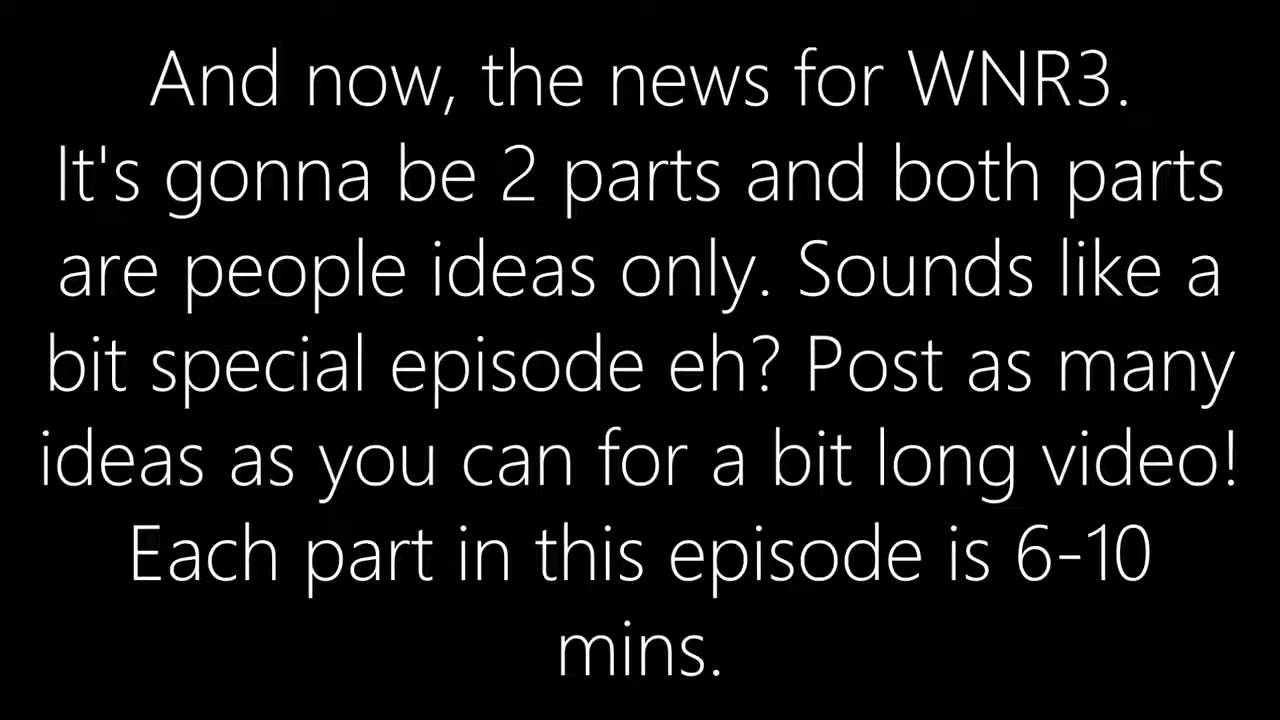 And now, the news for WNR3.
It's gonna be 2 parts and both parts
are people ideas only. Sounds like a
bit special episode eh? Post as many
ideas as you can for a bit long video!
Each part in this episode is 6-10
mins.